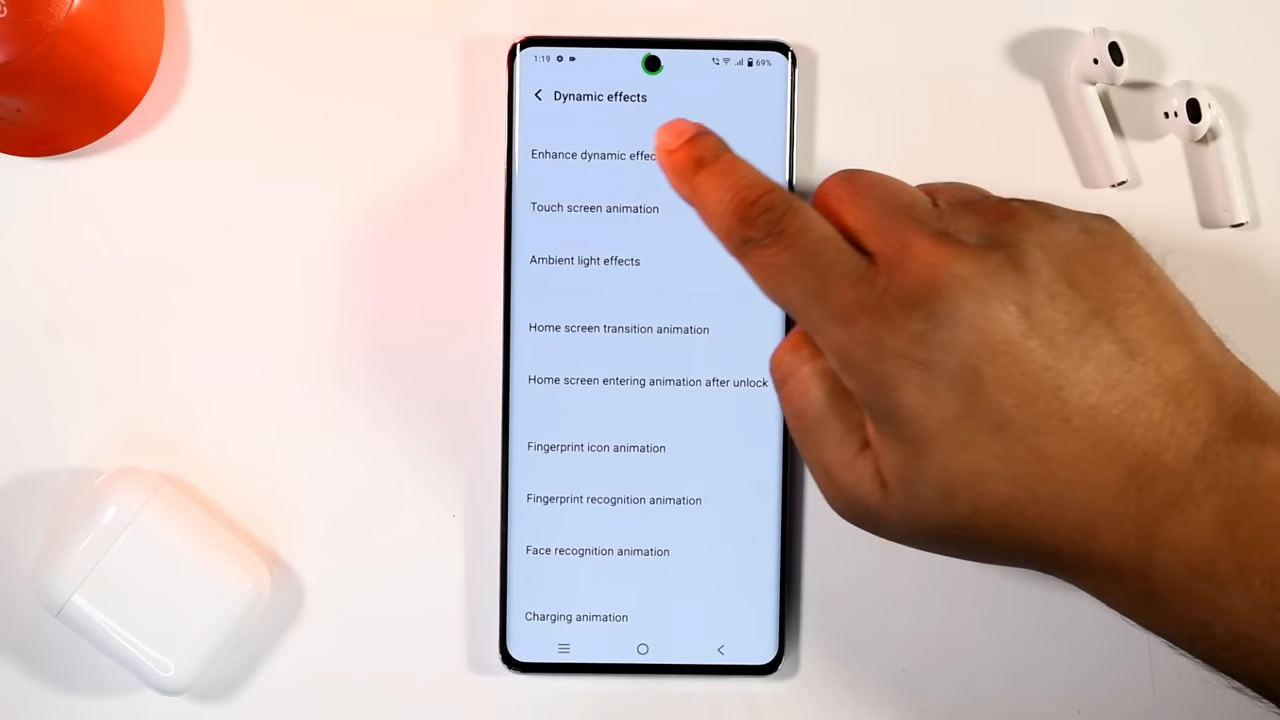 1:19
69%
Dynamic effects
Enhance dynamic effec
Touch screen animation
Ambient light effects
Home screen transition animation
Home screen entering animation after unlock
Fingerprint icon animation
Fingerprint recognition animation
Face recognition animation
Charging animation